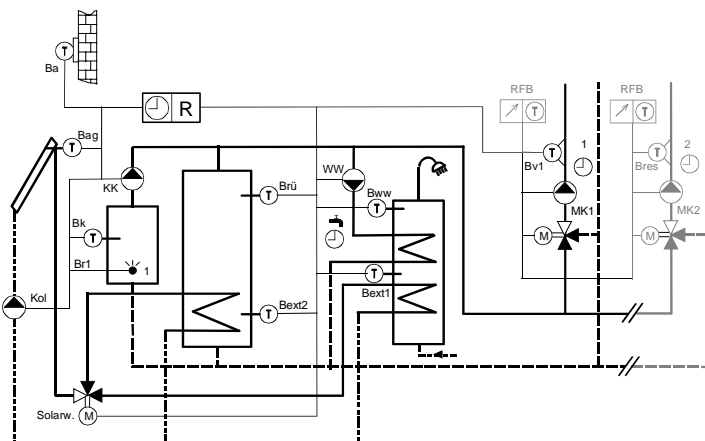 T
Ba
RFB
RFB
T
T
R
Bag
T
T
1
T
2
Bv1
Bres
KK
WW
T
Brü
Bww
T
MK1
MK2
Bk
T
M
M
Br1
1
T
Kol
Bext2
T
Bext1
Solarw.
M